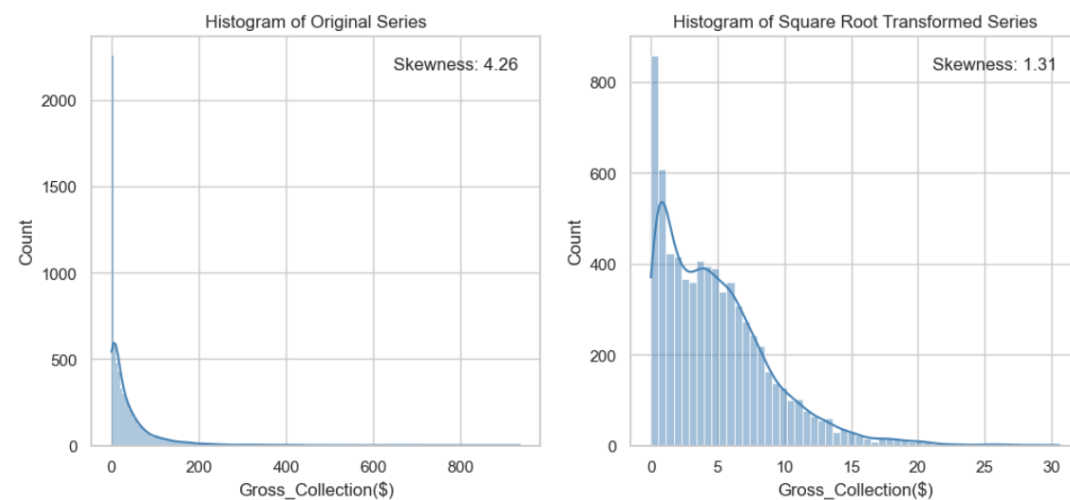 Histogram of Original Series
Skewness: 4.26
2000
1500
1000
500
0
Count
0 200 400 600 800
Gross_Collection($)
Histogram of Square Root Transformed Series
Skewness: 1.31
800
600
400
200
0
Count
0 5 10 15 20 25 30
Gross_Collection($)